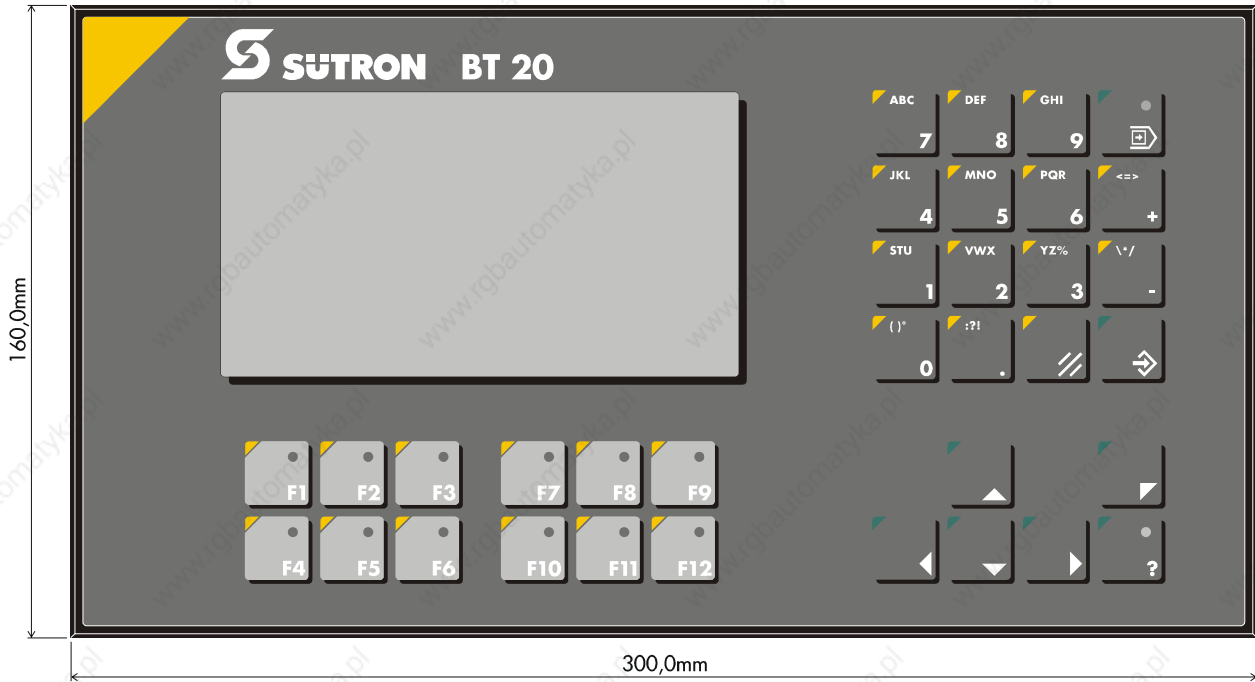 SÜTRON BT 20
ABC DEF GHI
7 8 9
JKL MNO PQR <=>
4 5 6 +
STU VWX YZ% \*/
1 2 3 -
( )° :?!
0 .
F1 F2 F3 F7 F8 F9
F4 F5 F6 F10 F11 F12 ?
160,0mm
300,0mm
www.rgbautomatyka.pl